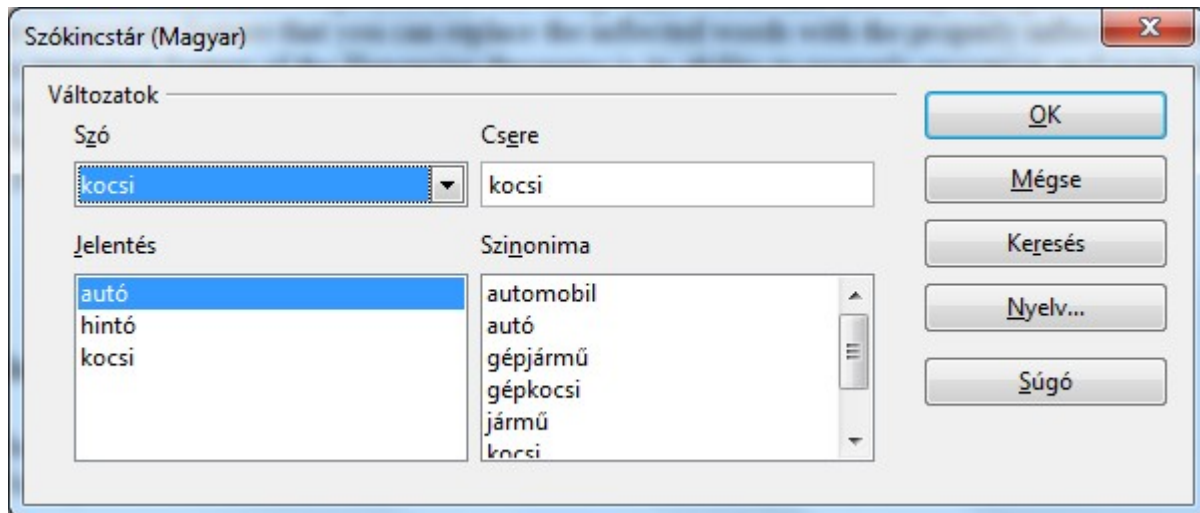 Szókincstár (Magyar)
Változatok
Szó
Csere
kocsi
kocsi
Jelentés
Szinonima
autó
hintó
kocsi
automobil
autó
gépjármű
gépkocsi
jármű
kocsi
OK
Mégse
Keresés
Nyelv...
Súgó